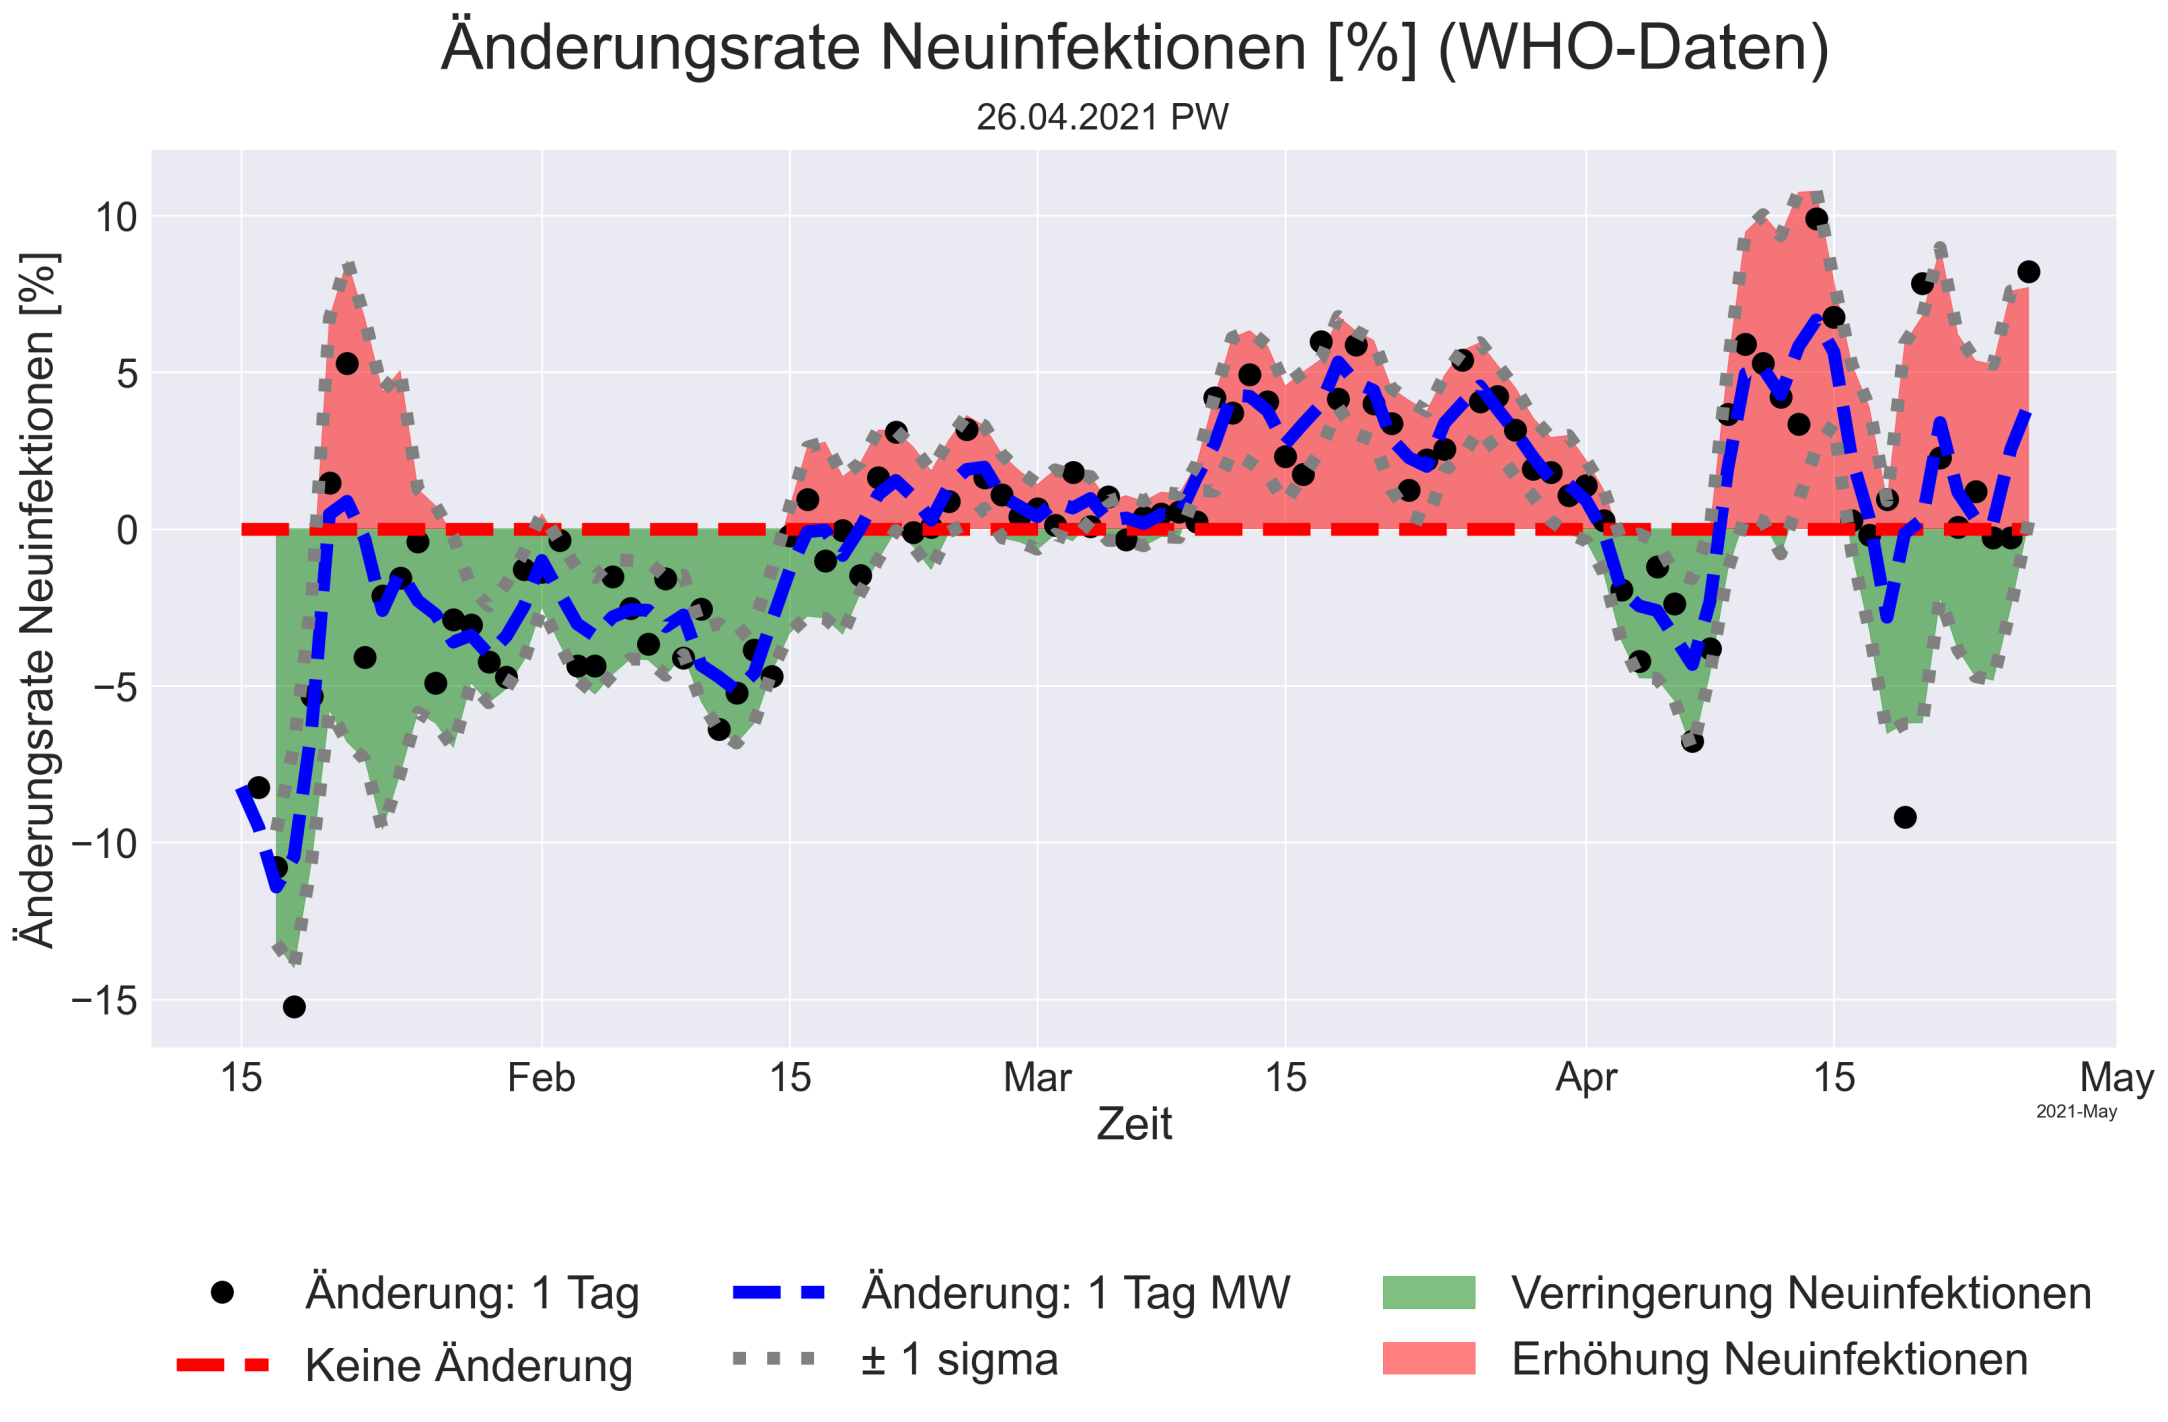 Änderungsrate Neuinfektionen [%] (WHO-Daten)
26.04.2021 PW
Änderungsrate Neuinfektionen [%]
10
5
0
−5
−10
−15
15 Feb 15 Mar 15 Apr 15 May
Zeit
2021-May
Änderung: 1 Tag
Keine Änderung
Änderung: 1 Tag MW
± 1 sigma
Verringerung Neuinfektionen
Erhöhung Neuinfektionen